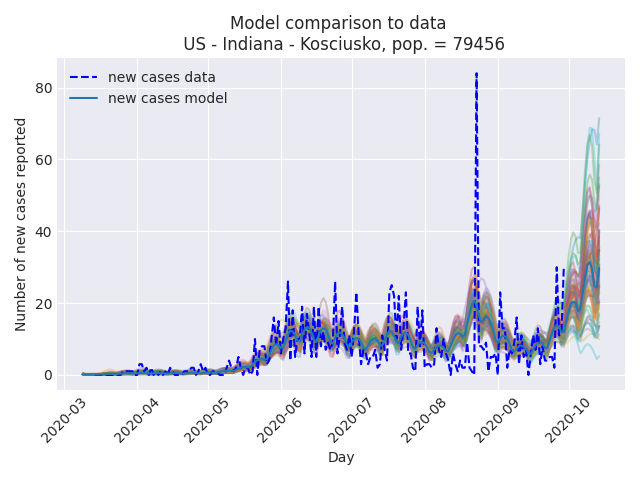 Model comparison to data
US - Indiana - Kosciusko, pop. = 79456
new cases data
new cases model
Number of new cases reported
80
60
40
20
0
2020-03
2020-04
2020-05
2020-06
2020-07
2020-08
2020-09
2020-10
Day